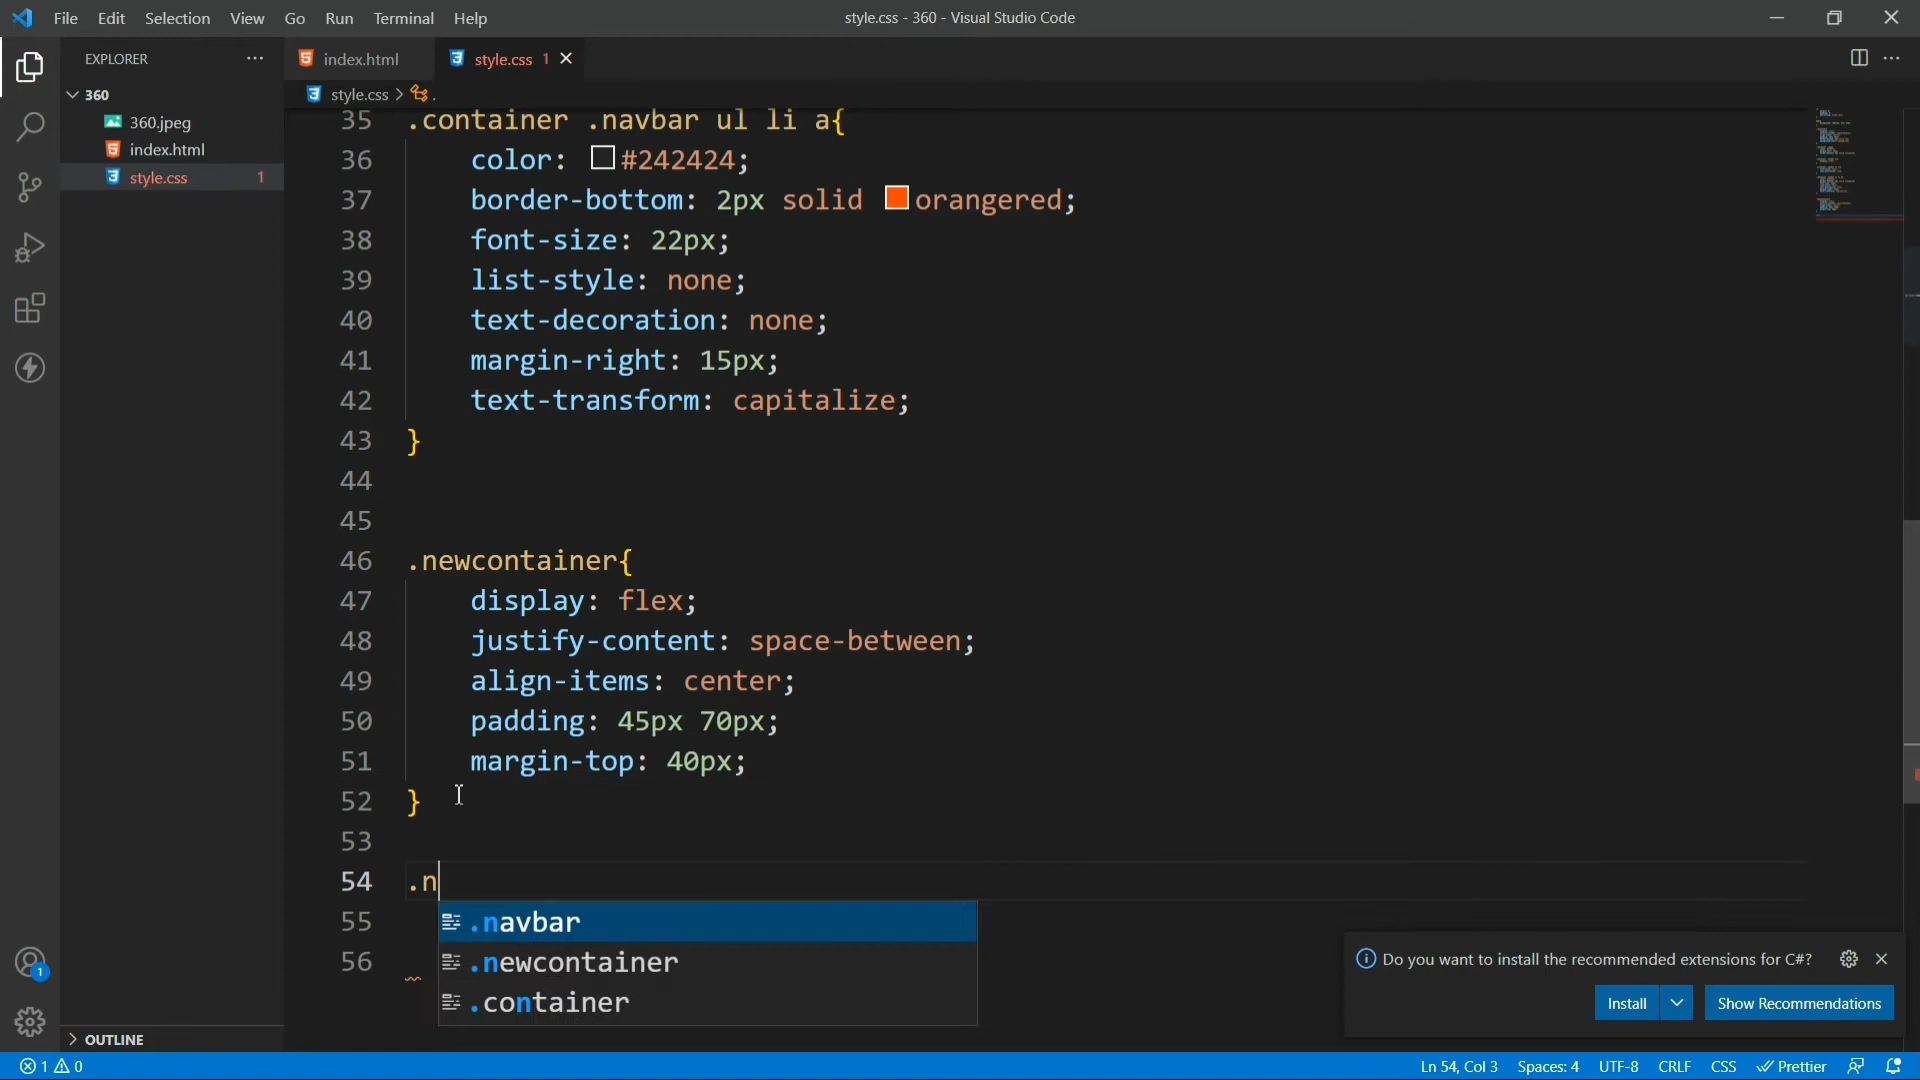 File Edit Selection View Go Run Terminal Help
style.css - 360 - Visual Studio Code
EXPLORER
index.html
style.css 1
360
style.css > .
360.jpeg
index.html
style.css 1
35 .container .navbar ul li a{
36 color: #242424;
37 border-bottom: 2px solid orangered;
38 font-size: 22px;
39 list-style: none;
40 text-decoration: none;
41 margin-right: 15px;
42 text-transform: capitalize;
43 }
44
45
46 .newcontainer{
47 display: flex;
48 justify-content: space-between;
49 align-items: center;
50 padding: 45px 70px;
51 margin-top: 40px;
52 }
53
54 .n
55 .navbar
56 .newcontainer
.container
Do you want to install the recommended extensions for C#?
Install
Show Recommendations
1
OUTLINE
1 0
Ln 54, Col 3 Spaces: 4 UTF-8 CRLF CSS Prettier